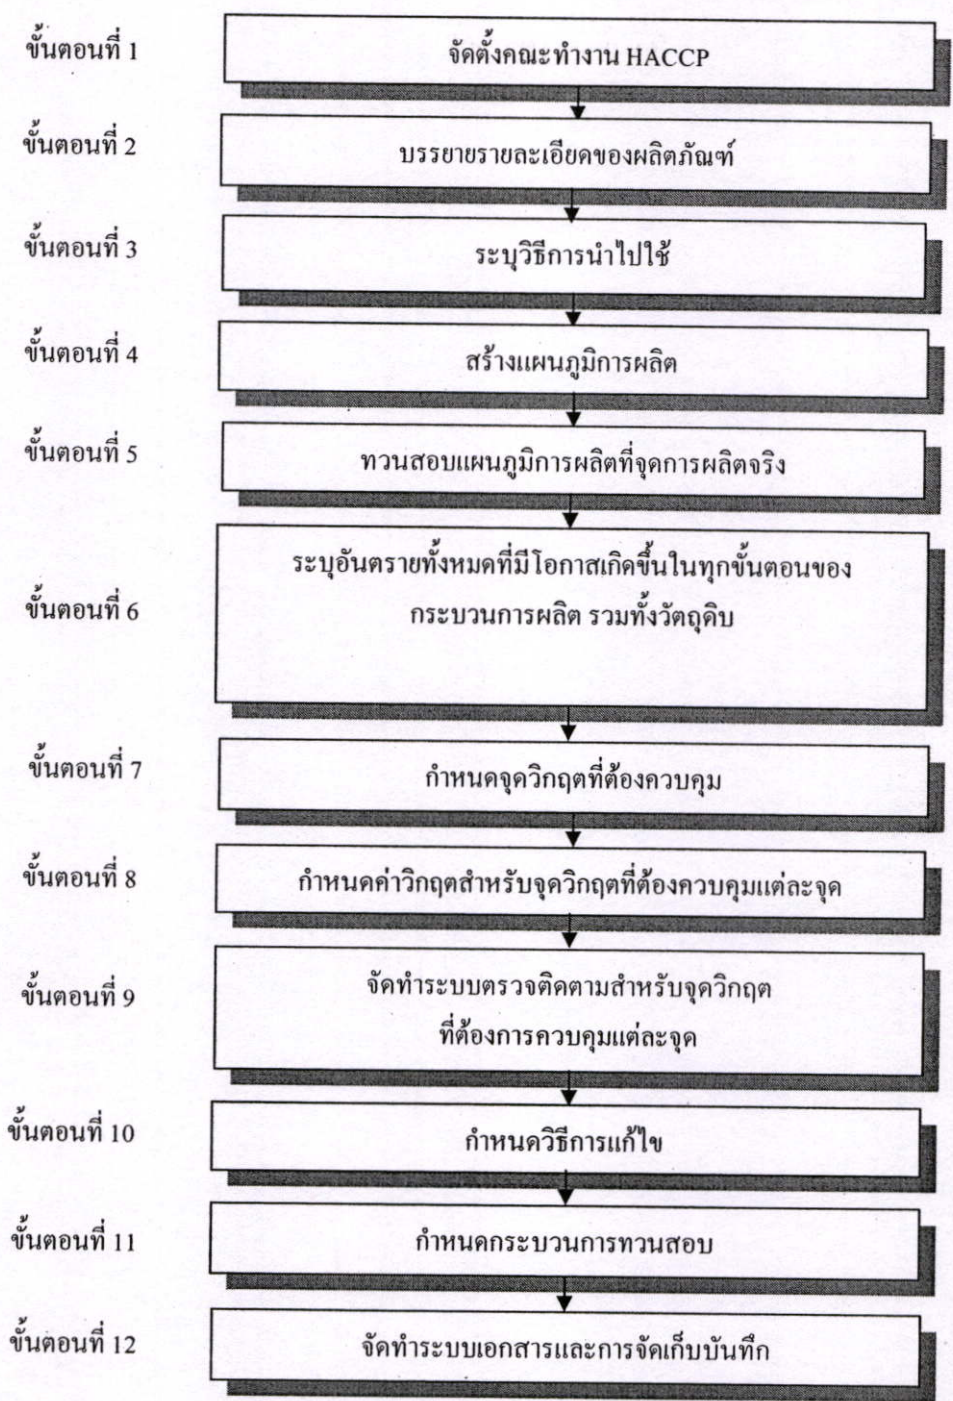 ขั้นตอนที่ 1
จัดตั้งคณะทำงาน HACCP
ขั้นตอนที่ 2
บรรยายรายละเอียดของผลิตภัณฑ์
ขั้นตอนที่ 3
ระบุวิธีการนำไปใช้
ขั้นตอนที่ 4
สร้างแผนภูมิการผลิต
ขั้นตอนที่ 5
ทวนสอบแผนภูมิการผลิตที่จุดการผลิตจริง
ขั้นตอนที่ 6
ระบุอันตรายทั้งหมดที่มีโอกาสเกิดขึ้นในทุกขั้นตอนของ
กระบวนการผลิต รวมทั้งวัตถุดิบ
ขั้นตอนที่ 7
กำหนดจุดวิกฤตที่ต้องควบคุม
ขั้นตอนที่ 8
กำหนดค่าวิกฤตสำหรับจุดวิกฤตที่ต้องควบคุมแต่ละจุด
ขั้นตอนที่ 9
จัดทำระบบตรวจติดตามสำหรับจุดวิกฤต
ที่ต้องการควบคุมแต่ละจุด
ขั้นตอนที่ 10
กำหนดวิธีการแก้ไข
ขั้นตอนที่ 11
กำหนดกระบวนการทวนสอบ
ขั้นตอนที่ 12
จัดทำระบบเอกสารและการจัดเก็บบันทึก